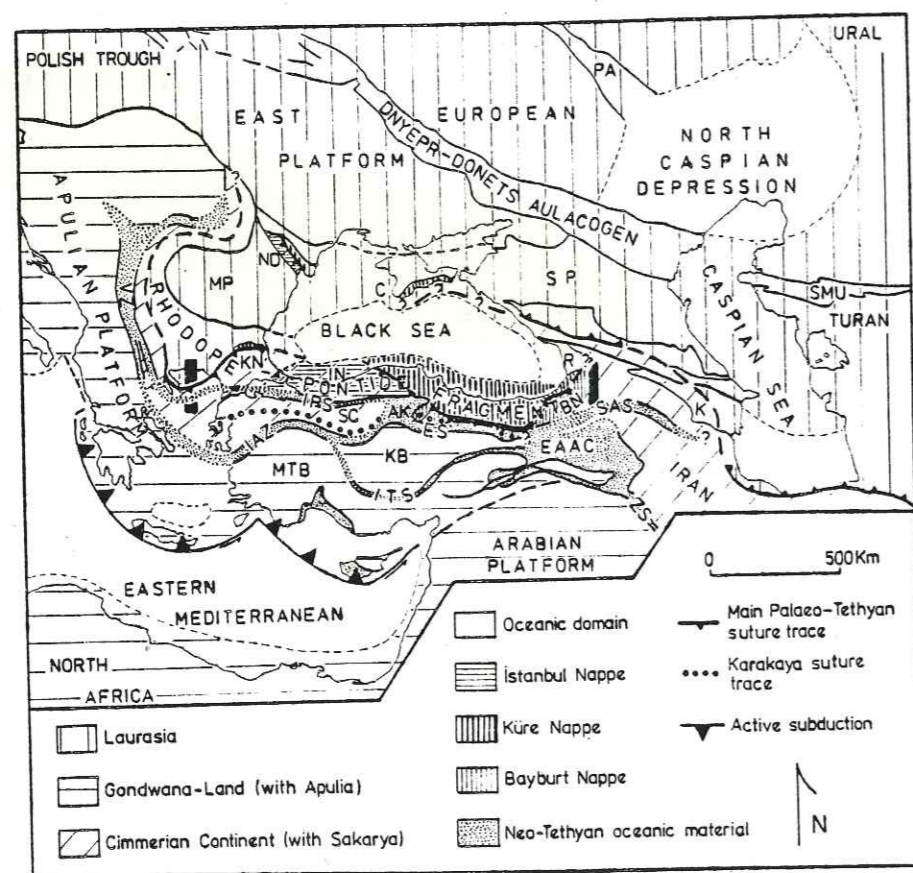 POLISH TROUGH
URAL
PA
EAST
EUROPEAN
PLATFORM
DNYEPR-DONETS AULACOGEN
NORTH
CASPIAN
DEPRESSION
APULIAN PLATFORM
RHODOPE
V
MP
ND
C
?
?
SP
CASPIAN SEA
SMU
TURAN
BLACK SEA
KN
IN
PONTIDE FRAGMENT
R
BN
IPS
SC
AK
ES
SAS
K
?
IAZ
EAAC
IRAN
MTB
KB
ITS
ZS
ARABIAN
PLATFORM
0 500Km
EASTERN
MEDITERRANEAN
NORTH
AFRICA
Oceanic domain
Main Palaeo-Tethyan
suture trace
İstanbul Nappe
Karakaya suture
trace
Laurasia
Küre Nappe
Active subduction
Gondwana-Land (with Apulia)
Bayburt Nappe
Cimmerian Continent (with Sakarya)
Neo-Tethyan oceanic material
N